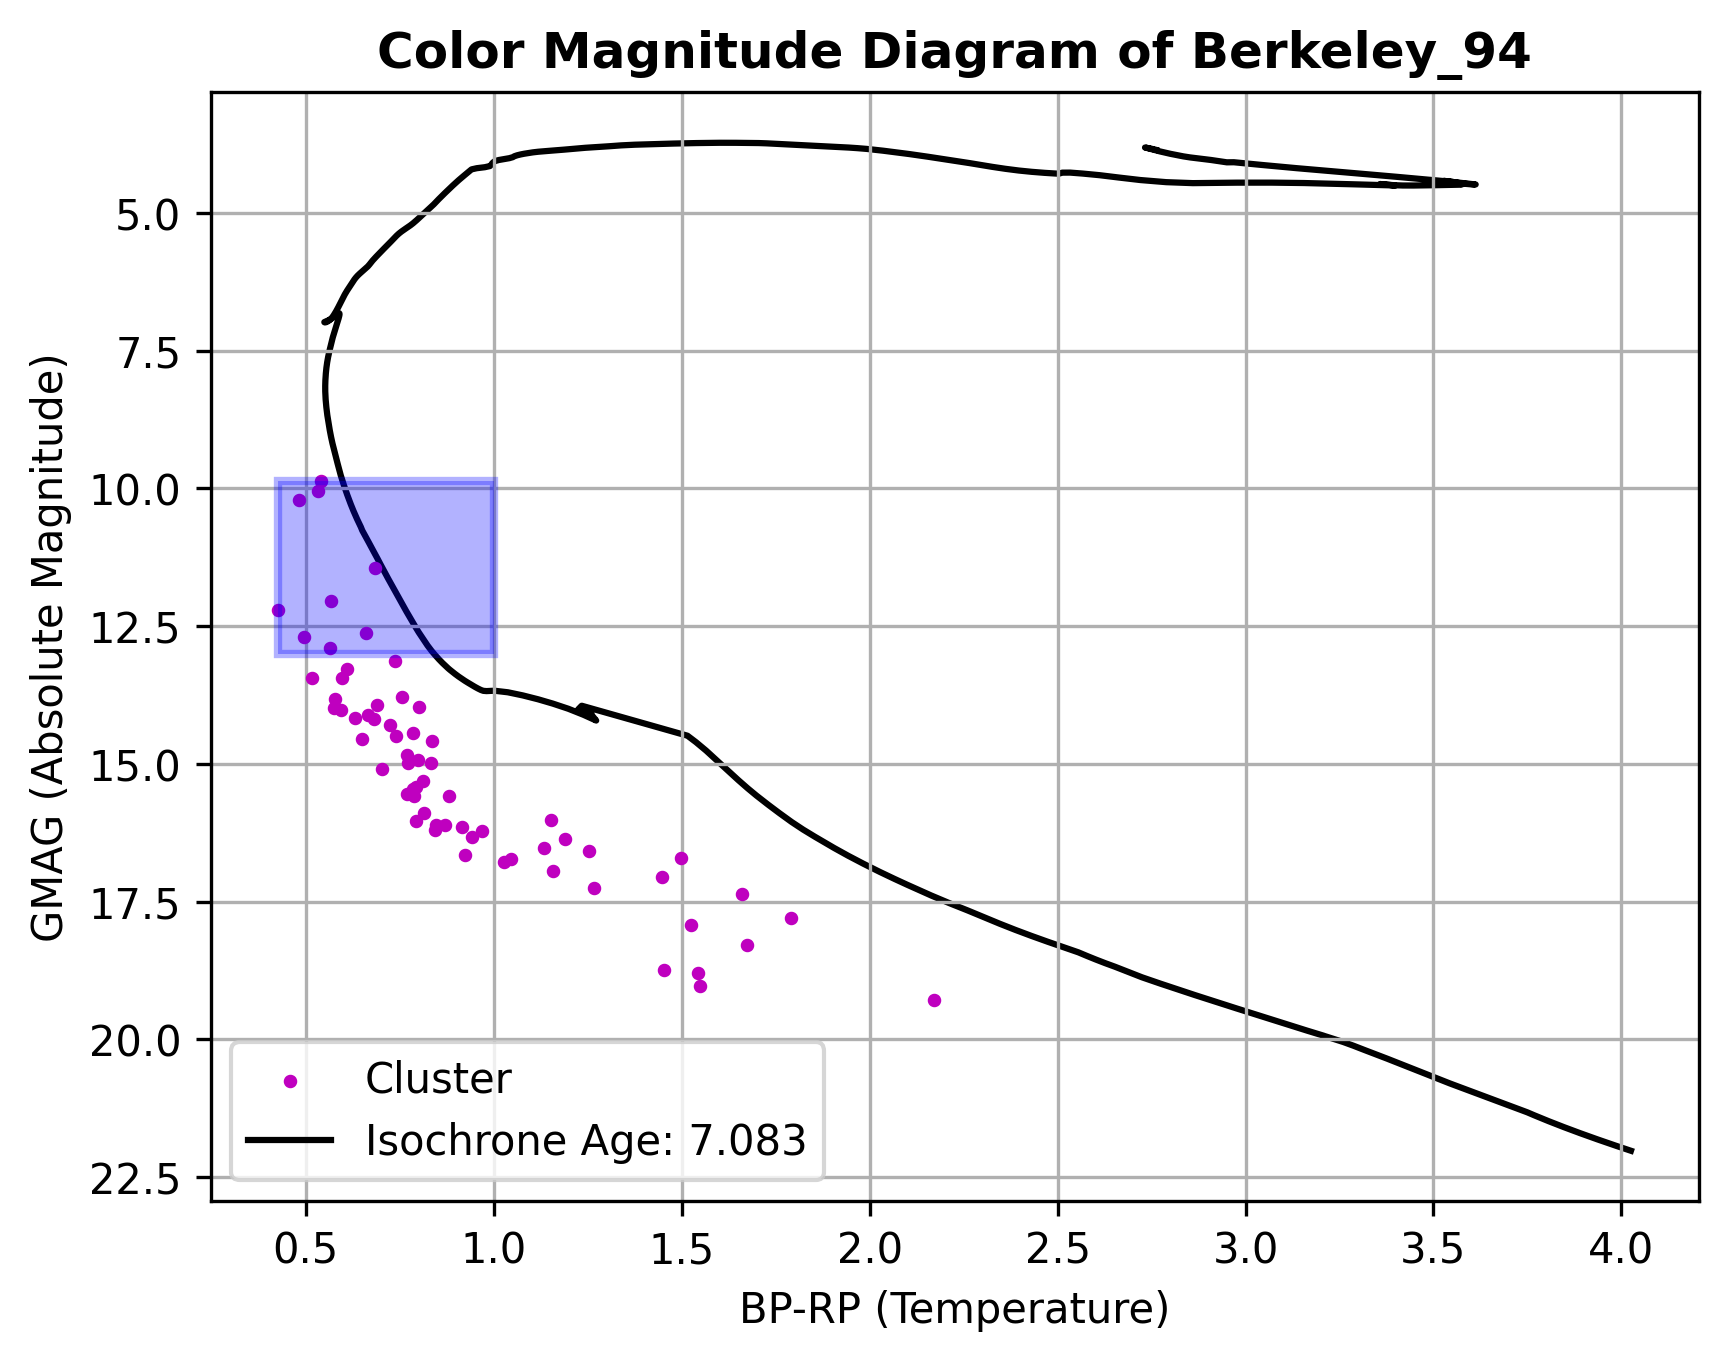 Color Magnitude Diagram of Berkeley_94
GMAG (Absolute Magnitude)
5.0
7.5
10.0
12.5
15.0
17.5
20.0
22.5
Cluster
Isochrone Age: 7.083
0.5 1.0 1.5 2.0 2.5 3.0 3.5 4.0
BP-RP (Temperature)